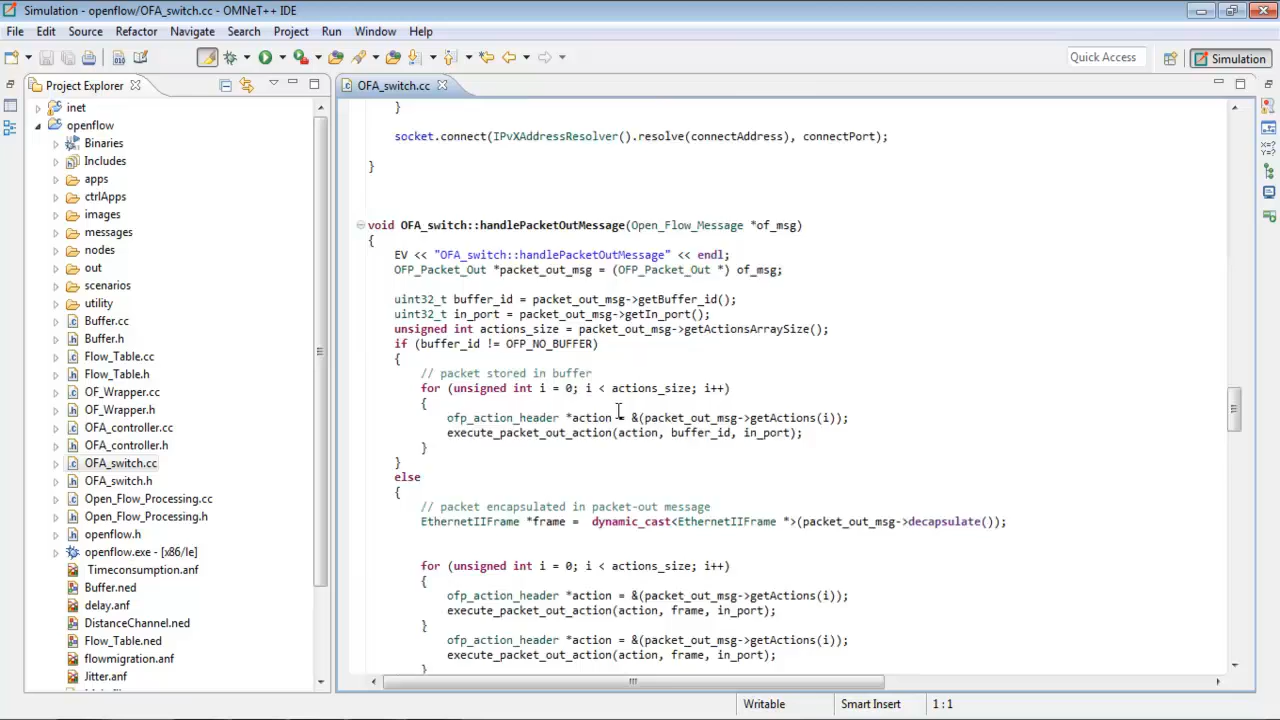 Simulation - openflow/OFA_switch.cc - OMNeT++ IDE
File Edit Source Refactor Navigate Search Project Run Window Help
Quick Access
Simulation
Project Explorer
inet
openflow
Binaries
Includes
apps
ctrlApps
images
messages
nodes
out
scenarios
utility
Buffer.cc
Buffer.h
Flow_Table.cc
Flow_Table.h
OF_Wrapper.cc
OF_Wrapper.h
OFA_controller.cc
OFA_controller.h
OFA_switch.cc
OFA_switch.h
Open_Flow_Processing.cc
Open_Flow_Processing.h
openflow.h
openflow.exe - [x86/le]
Timeconsumption.anf
Buffer.ned
delay.anf
DistanceChannel.ned
Flow_Table.ned
flowmigration.anf
Jitter.anf
OFA_switch.cc
}
socket.connect(IPvXAddressResolver().resolve(connectAddress), connectPort);
}
void OFA_switch::handlePacketOutMessage(Open_Flow_Message *of_msg)
{
EV << "OFA_switch::handlePacketOutMessage" << endl;
OFP_Packet_Out *packet_out_msg = (OFP_Packet_Out *) of_msg;
uint32_t buffer_id = packet_out_msg->getBuffer_id();
uint32_t in_port = packet_out_msg->getIn_port();
unsigned int actions_size = packet_out_msg->getActionsArraySize();
if (buffer_id != OFP_NO_BUFFER)
{
// packet stored in buffer
for (unsigned int i = 0; i < actions_size; i++)
{
ofp_action_header *action = &(packet_out_msg->getActions(i));
execute_packet_out_action(action, buffer_id, in_port);
}
}
else
{
// packet encapsulated in packet-out message
EthernetIIFrame *frame =  dynamic_cast<EthernetIIFrame *>(packet_out_msg->decapsulate());
for (unsigned int i = 0; i < actions_size; i++)
{
ofp_action_header *action = &(packet_out_msg->getActions(i));
execute_packet_out_action(action, frame, in_port);
}
ofp_action_header *action = &(packet_out_msg->getActions(i));
execute_packet_out_action(action, frame, in_port);
}
Writable
Smart Insert
1 : 1